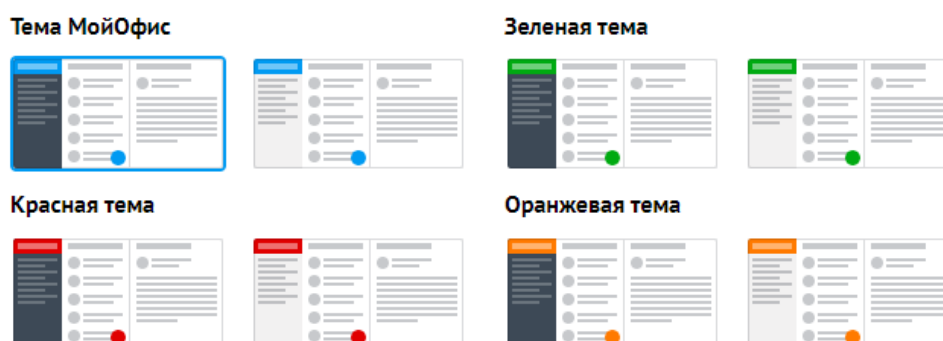 Тема МойОфис
Зеленая тема
Красная тема
Оранжевая тема